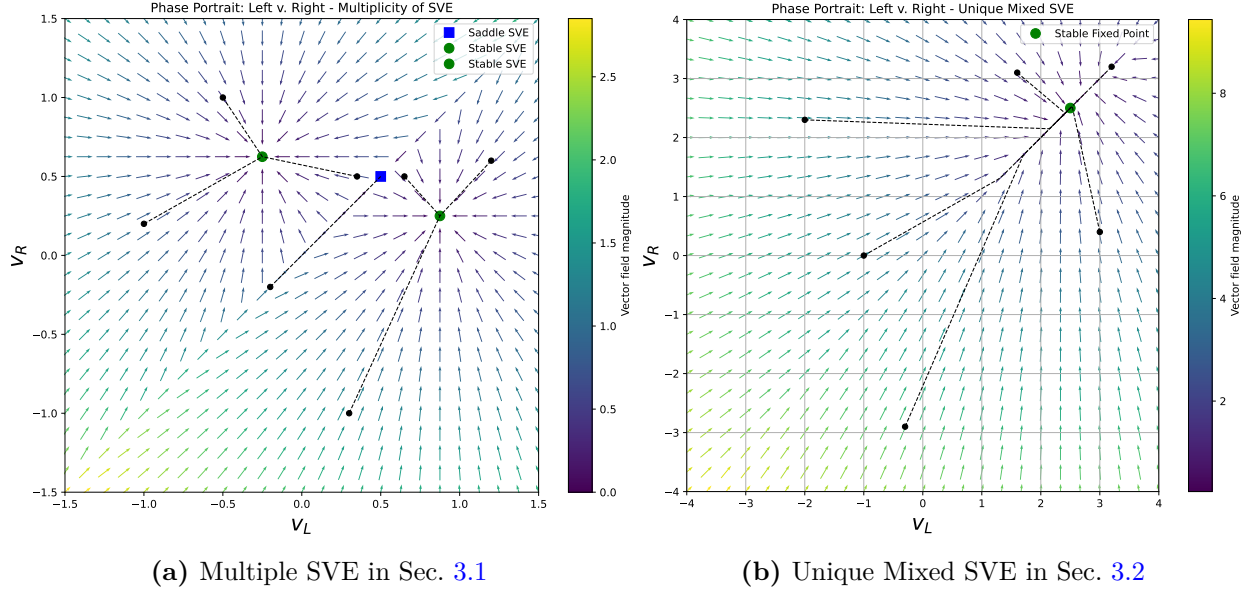 Phase Portrait: Left v. Right - Multiplicity of SVE
Saddle SVE
Stable SVE
Stable SVE
1.5
1.0
0.5
0.0
−0.5
−1.0
−1.5
v_R
−1.5 −1.0 −0.5 0.0 0.5 1.0 1.5
v_L
2.5
2.0
1.5
1.0
0.5
0.0
Vector field magnitude
(a) Multiple SVE in Sec. 3.1
Phase Portrait: Left v. Right - Unique Mixed SVE
Stable Fixed Point
4
3
2
1
0
−1
−2
−3
−4
v_R
−4 −3 −2 −1 0 1 2 3 4
v_L
8
6
4
2
Vector field magnitude
(b) Unique Mixed SVE in Sec. 3.2